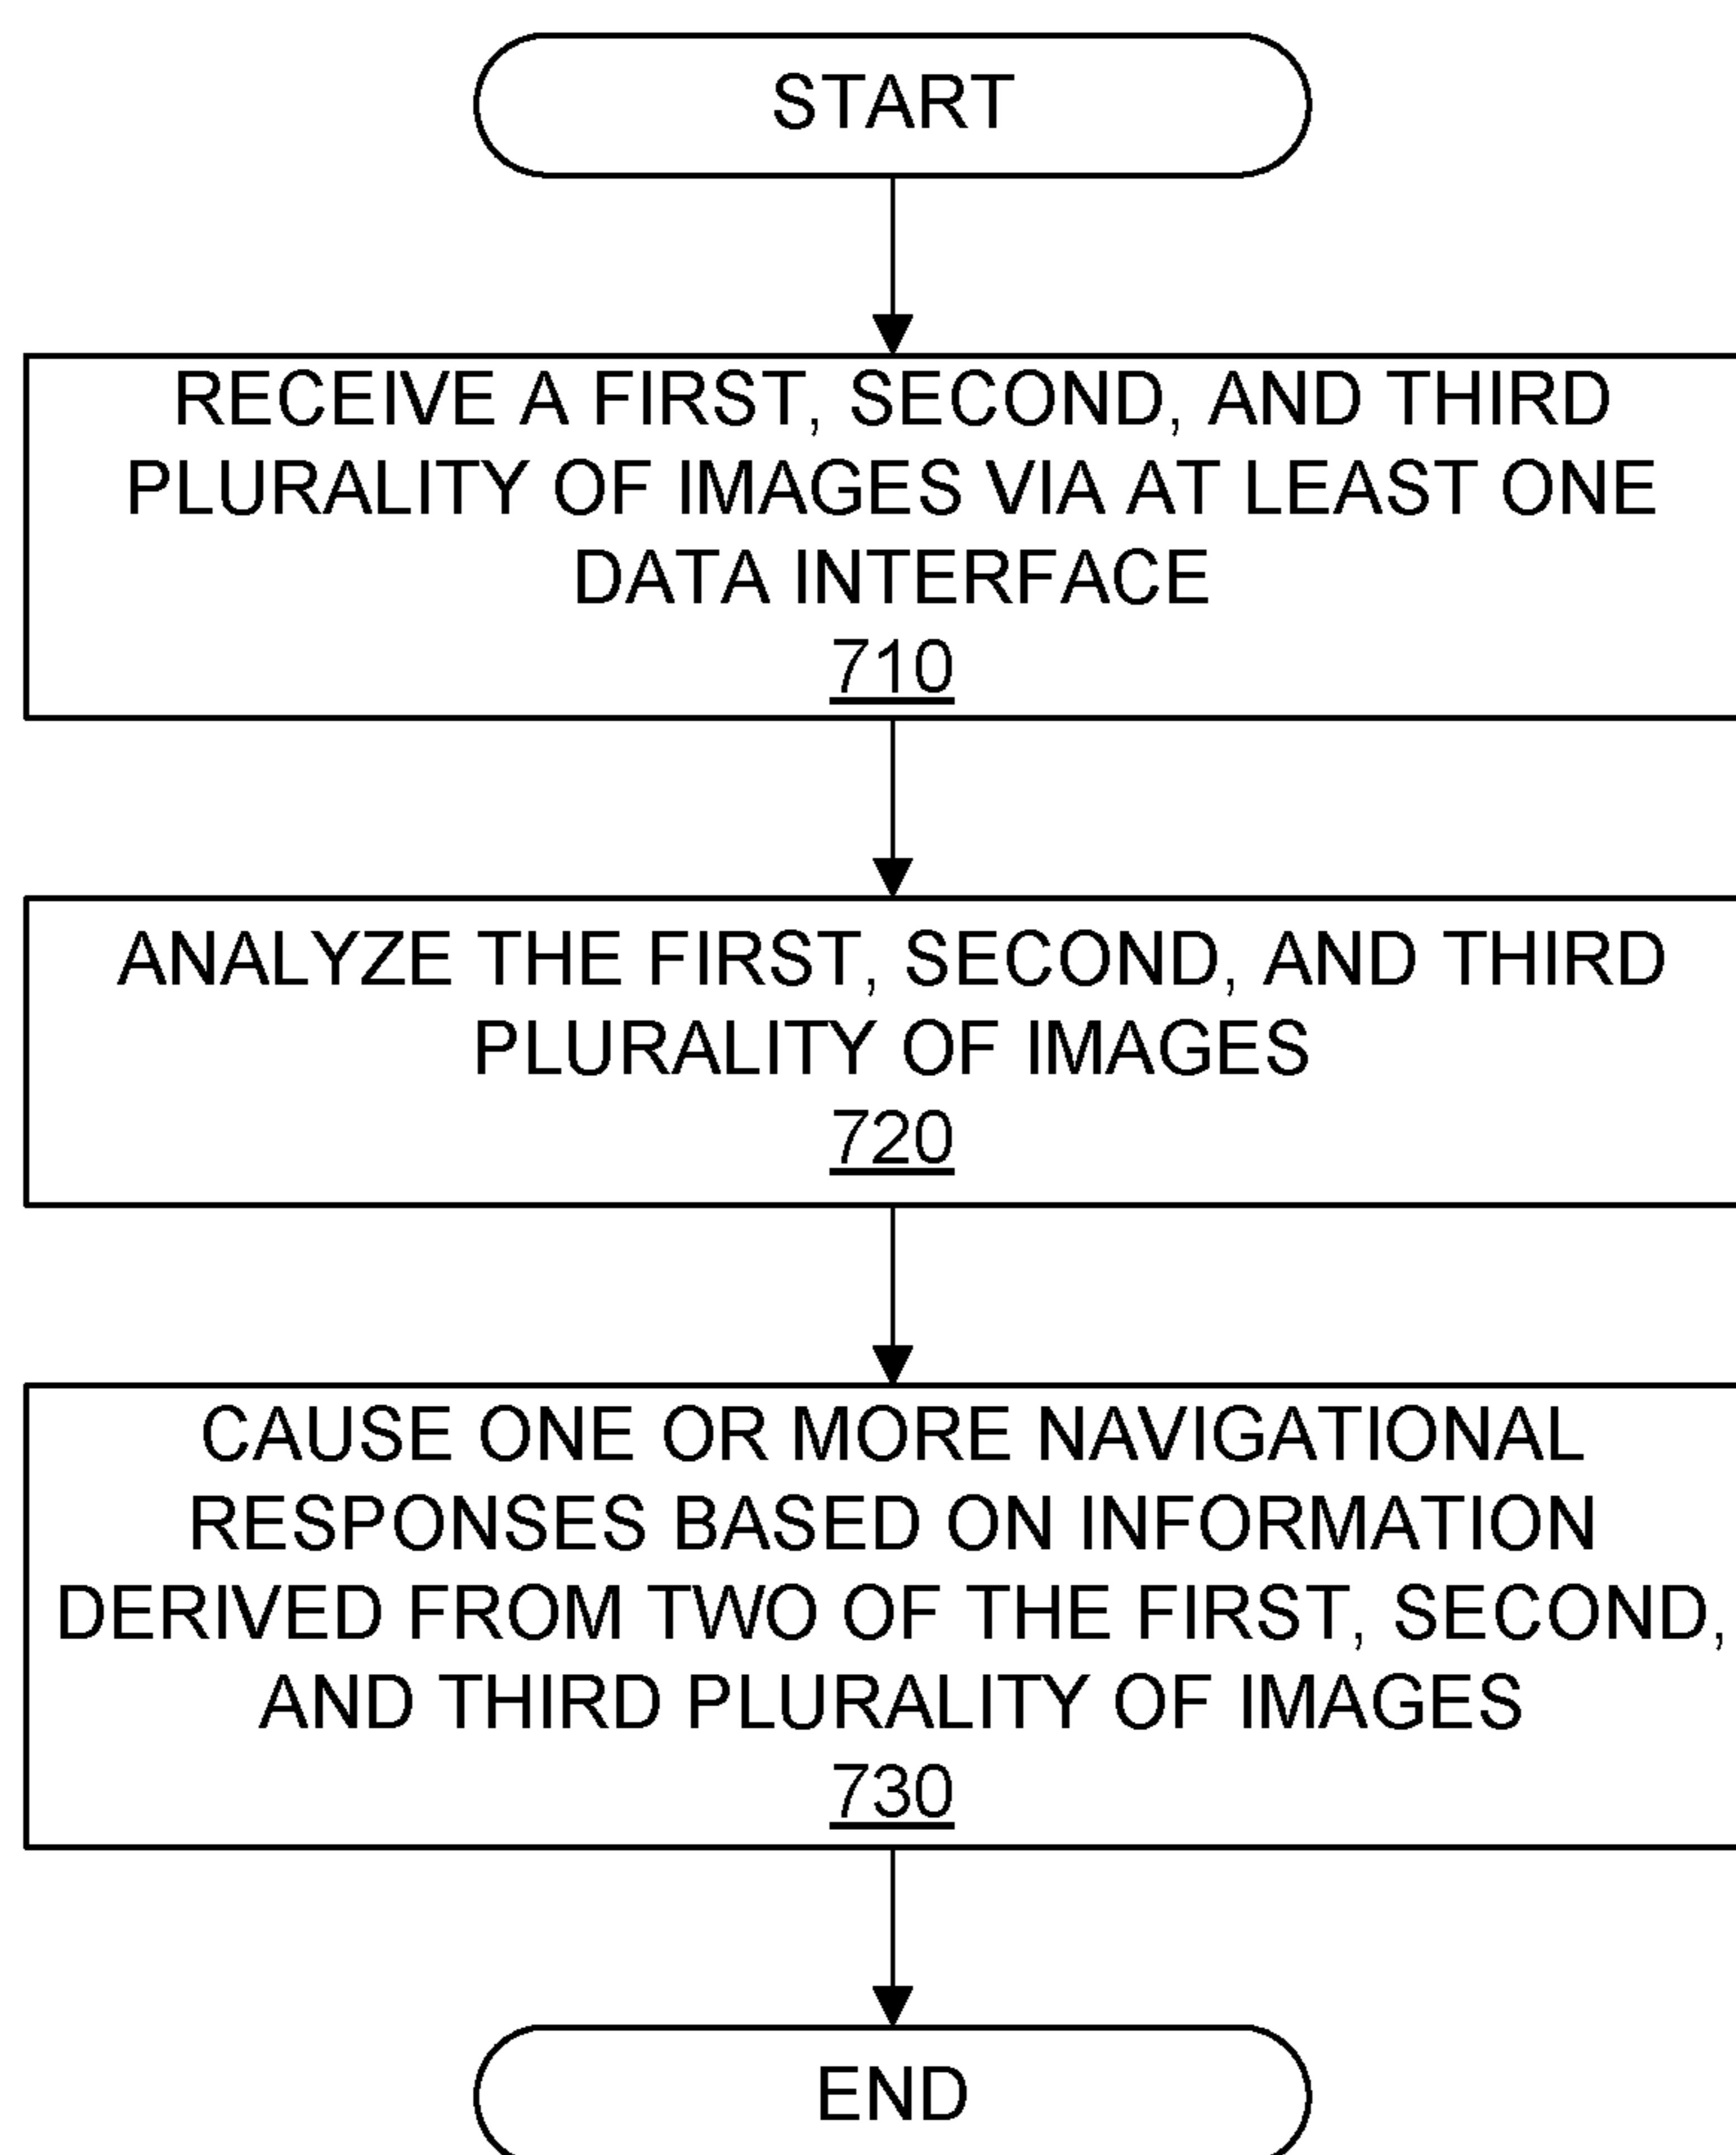 START
RECEIVE A FIRST, SECOND, AND THIRD
PLURALITY OF IMAGES VIA AT LEAST ONE
DATA INTERFACE
710
ANALYZE THE FIRST, SECOND, AND THIRD
PLURALITY OF IMAGES
720
CAUSE ONE OR MORE NAVIGATIONAL
RESPONSES BASED ON INFORMATION
DERIVED FROM TWO OF THE FIRST, SECOND,
AND THIRD PLURALITY OF IMAGES
730
END